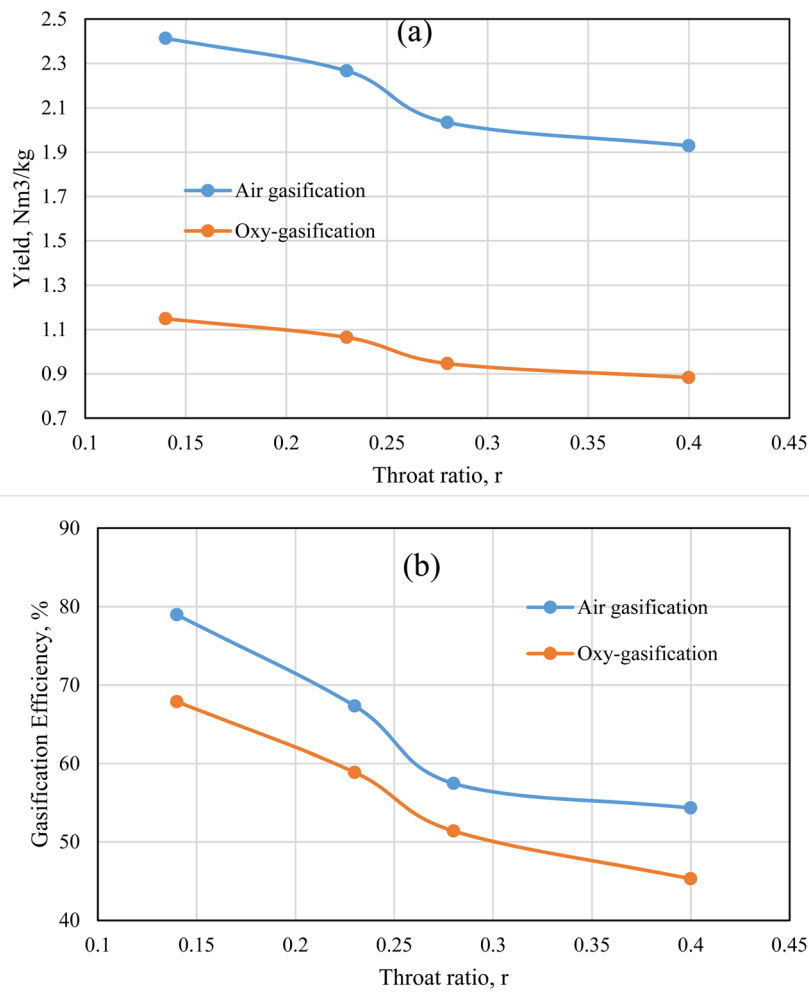 (a)
2.5
2.3
2.1
1.9
1.7
1.5
1.3
1.1
0.9
0.7
Yield, Nm3/kg
Air gasification
Oxy-gasification
0.1 0.15 0.2 0.25 0.3 0.35 0.4 0.45
Throat ratio, r
(b)
90
80
70
60
50
40
Gasification Efficiency, %
Air gasification
Oxy-gasification
0.1 0.15 0.2 0.25 0.3 0.35 0.4 0.45
Throat ratio, r